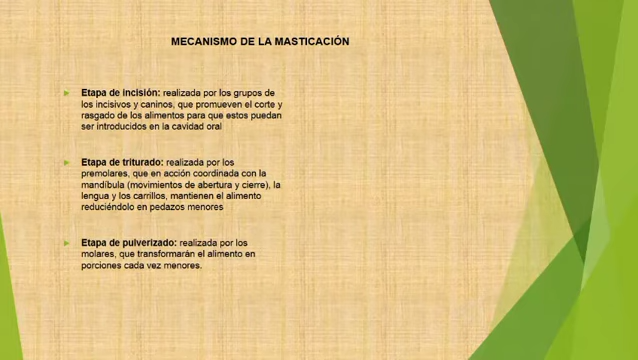 MECANISMO DE LA MASTICACIÓN
Etapa de incisión: realizada por los grupos de
los incisivos y caninos, que promueven el corte y
rasgado de los alimentos para que estos puedan
ser introducidos en la cavidad oral
Etapa de triturado: realizada por los
premolares, que en acción coordinada con la
mandíbula (movimientos de abertura y cierre), la
lengua y los carrillos, mantienen el alimento
reduciéndolo en pedazos menores
Etapa de pulverizado: realizada por los
molares, que transformarán el alimento en
porciones cada vez menores.